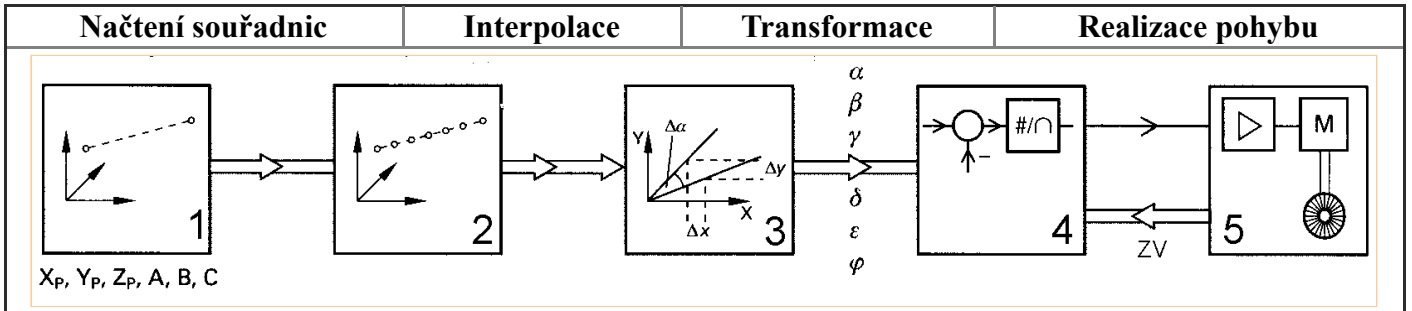 Načtení souřadnic Interpolace Transformace Realizace pohybu
α
β
γ
δ
ε
φ
1
2
Y
Δα
Δy
X
Δx
3
–
#/∩
4
M
5
ZV
X_P, Y_P, Z_P, A, B, C